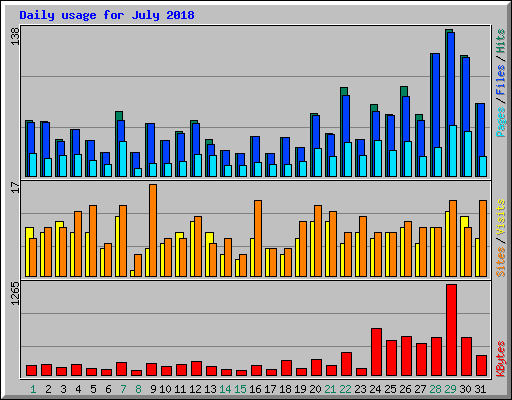 Daily usage for July 2018
138
Pages / Files / Hits
17
Sites / Visits
1265
KBytes
1 2 3 4 5 6 7 8 9 10 11 12 13 14 15 16 17 18 19 20 21 22 23 24 25 26 27 28 29 30 31